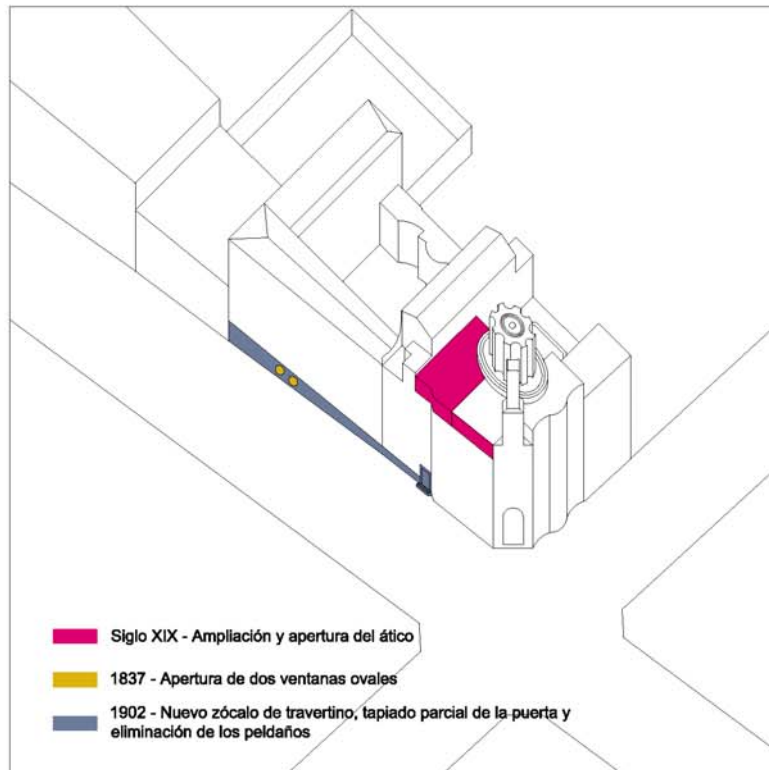 Siglo XIX - Ampliación y apertura del ático
1837 - Apertura de dos ventanas ovales
1902 - Nuevo zócalo de travertino, tapiado parcial de la puerta y
eliminación de los peldaños